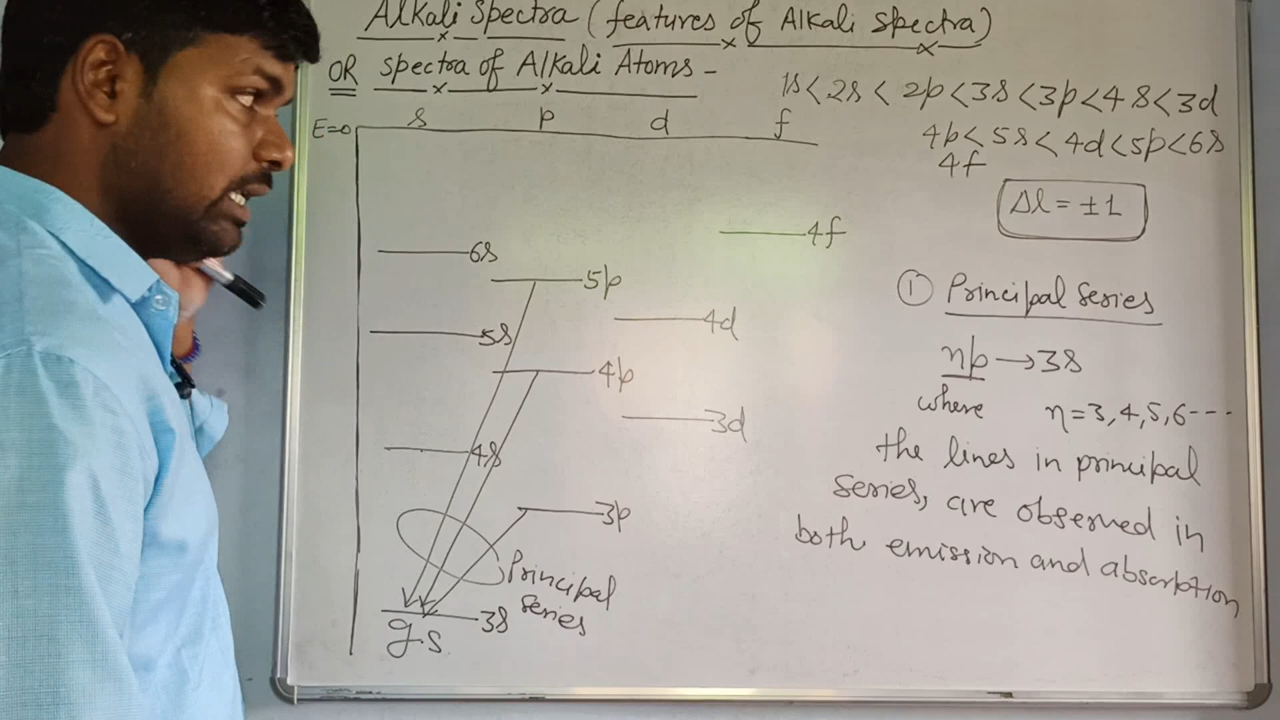 Alkali Spectra (features of Alkali spectra)
OR spectra of Alkali Atoms -
1s < 2s < 2p < 3s < 3p < 4s < 3d
4p < 5s < 4d < 5p < 6s
4f
E=0 s p d f
Δl = ±1
4f
6s
5p
① Principal Series
4d
5s
np → 3s
4p
where n=3,4,5,6---
3d
the lines in principal
4s
series, are observed in
3p
both emission and absorption
Principal
series
3s
g.s.